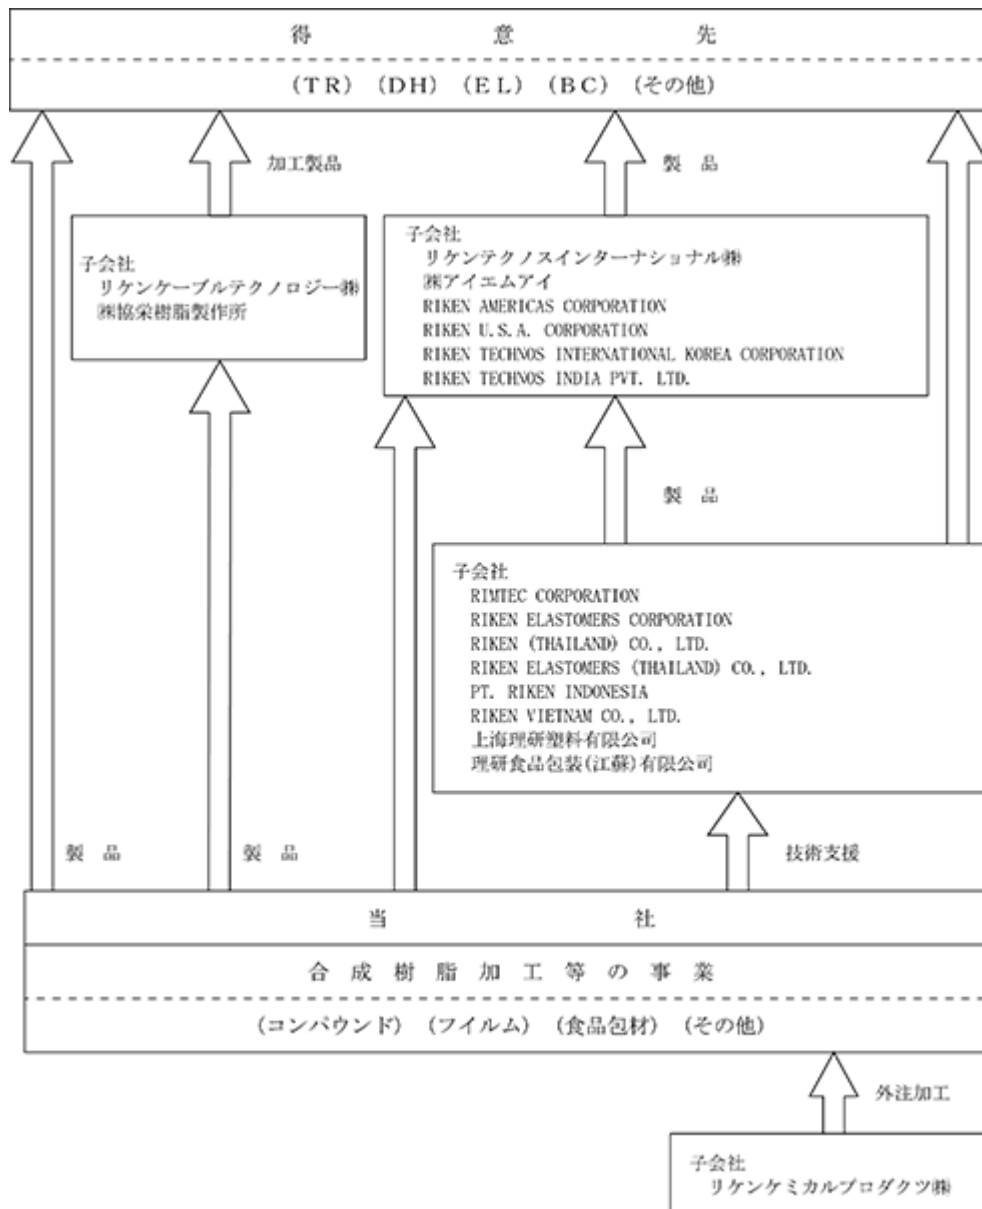 得意先
(TR) (DH) (EL) (BC) (その他)
加工製品
製品
子会社
リケンケーブルテクノロジー㈱
㈱協栄樹脂製作所
子会社
リケンテクノスインターナショナル㈱
㈱アイエムアイ
RIKEN AMERICAS CORPORATION
RIKEN U.S.A. CORPORATION
RIKEN TECHNOS INTERNATIONAL KOREA CORPORATION
RIKEN TECHNOS INDIA PVT. LTD.
製品
子会社
RIMTEC CORPORATION
RIKEN ELASTOMERS CORPORATION
RIKEN (THAILAND) CO., LTD.
RIKEN ELASTOMERS (THAILAND) CO., LTD.
PT. RIKEN INDONESIA
RIKEN VIETNAM CO., LTD.
上海理研塑料有限公司
理研食品包装(江蘇)有限公司
製品
製品
技術支援
当社
合成樹脂加工等の事業
(コンパウンド) (フイルム) (食品包材) (その他)
外注加工
子会社
リケンケミカルプロダクツ㈱